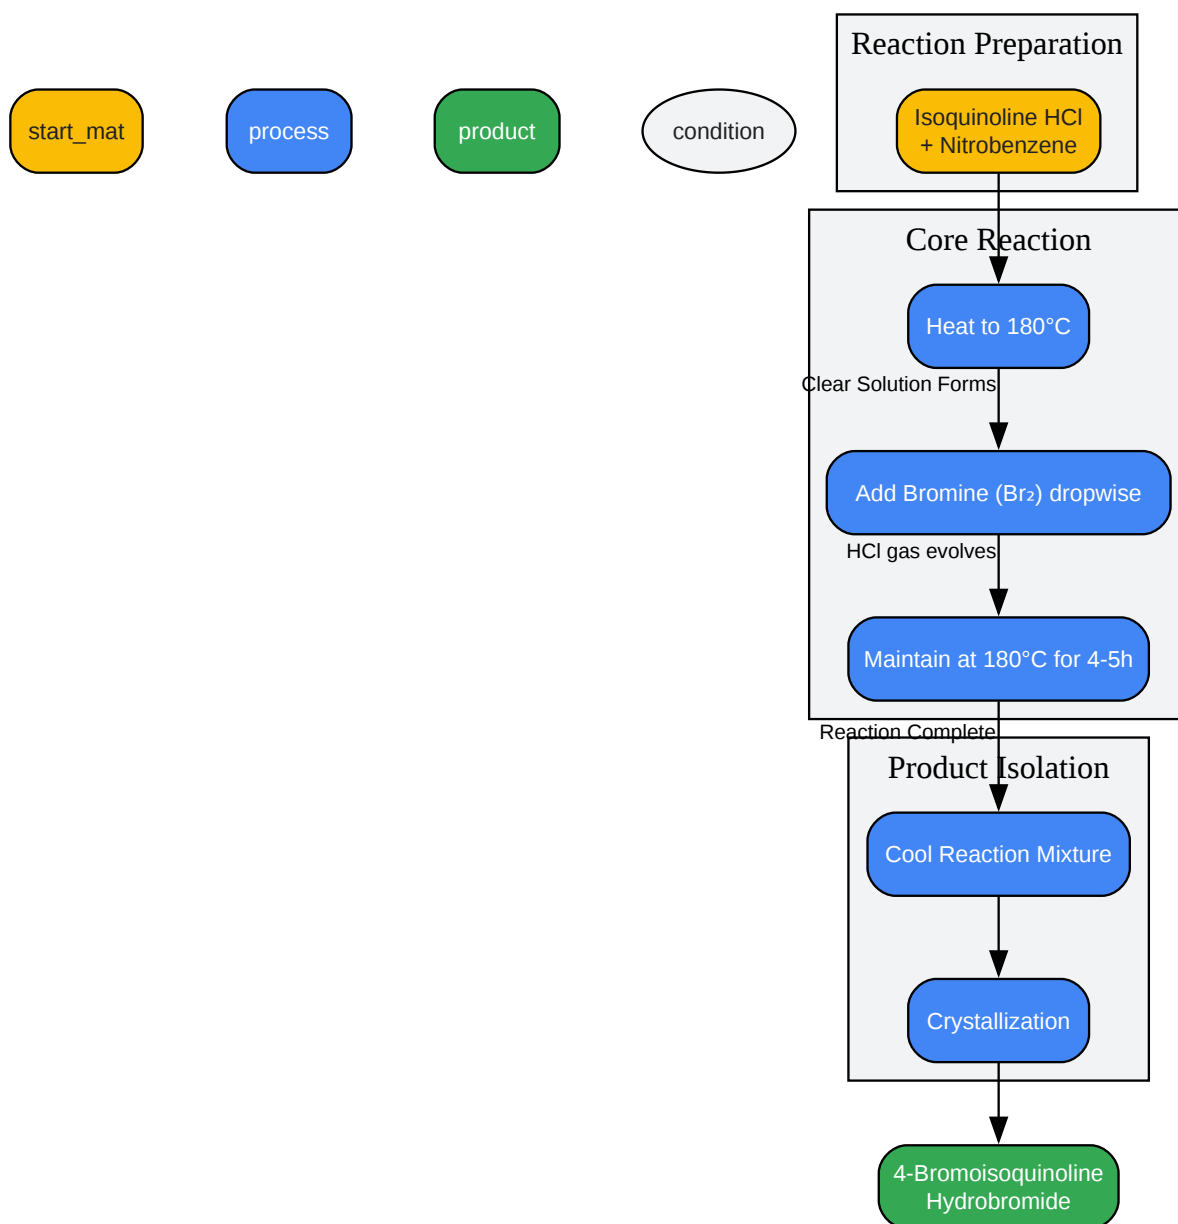 Reaction Preparation
start_mat
process
product
condition
Isoquinoline HCl
+ Nitrobenzene
Core Reaction
Heat to 180°C
Clear Solution Forms
Add Bromine (Br₂) dropwise
HCl gas evolves
Maintain at 180°C for 4-5h
Reaction Complete
Product Isolation
Cool Reaction Mixture
Crystallization
4-Bromoisoquinoline
Hydrobromide